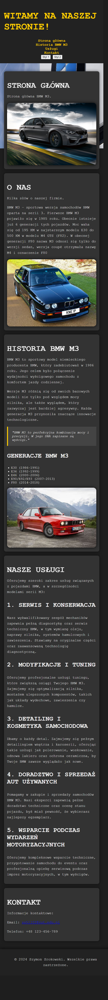 WITAMY NA NASZEJ
STRONIE!
Strona główna
Historia BMW M3
Usługi
Kontakt
Styl 1 Styl 2
STRONA GŁÓWNA
Strona główna BMW M3.
O NAS
Kilka słów o naszej firmie.
BMW M3 – sportowa wersja samochodów BMW
oparta na serii 3. Pierwsze BMW M3
pojawiło się w 1985 roku. Obecnie istnieje
już 6 generacji tych pojazdów. Moc waha
się od 195 KM w najstarszym modelu E30 do
500 KM w modelu M4 GTS (F82). W obecnej
generacji F80 nazwa M3 odnosi się tylko do
wersji sedan, wersja coupé otrzymała nazwę
M4 i oznaczenie F80
KNE 1P
HISTORIA BMW M3
BMW M3 to sportowy model niemieckiego
producenta BMW, który zadebiutował w 1986
roku. Jego celem było połączenie
wydajności wyścigowego samochodu z
komfortem jazdy codziennej.
Wersje M3 różnią się od swoich bazowych
modeli nie tylko pod względem mocy
silnika, ale także wyglądem, który
zazwyczaj jest bardziej agresywny. Każda
generacja M3 przynosiła znaczące innowacje
technologiczne.
"BMW M3 to perfekcyjna kombinacja mocy i
precyzji. W jego DNA zapisane są
wyścigi."
GENERACJE BMW M3
E30 (1986-1991)
E36 (1992-1999)
E46 (2000-2006)
E90/E92/E93 (2007-2013)
F80 (2014-2018)
NASZE USŁUGI
Oferujemy szeroki zakres usług związanych
z pojazdami BMW, a w szczególności
modelami serii M3:
1. SERWIS I KONSERWACJA
Nasz wykwalifikowany zespół mechaników
zapewnia pełną diagnostykę oraz serwis
techniczny BMW, w tym wymianę oleju,
naprawy silnika, systemów hamulcowych i
zawieszenia. Stawiamy na oryginalne części
oraz zaawansowaną technologię
diagnostyczną.
2. MODYFIKACJE I TUNING
Oferujemy profesjonalne usługi tuningu,
które zwiększą osiągi Twojego BMW M3.
Zajmujemy się optymalizacją silnika,
montażem ulepszonych komponentów, takich
jak układy wydechowe, zawieszenia czy
hamulce.
3. DETAILING I
KOSMETYKA SAMOCHODOWA
Dbamy o każdy detal. Zajmujemy się pełnym
detailingiem wnętrza i karoserii, oferując
takie usługi jak polerowanie, woskowanie,
odnowa lakieru oraz ochrona ceramiczna, by
Twoje BMW zawsze wyglądało jak nowe.
4. DORADZTWO I SPRZEDAŻ
AUT UŻYWANYCH
Pomagamy w zakupie i sprzedaży samochodów
BMW M3. Nasi eksperci zapewnią pełne
doradztwo techniczne oraz ocenę stanu
pojazdu, byś miał pewność, że wybierasz
najlepszy egzemplarz.
5. WSPARCIE PODCZAS
WYDARZEŃ
MOTORYZACYJNYCH
Oferujemy kompleksowe wsparcie techniczne,
przygotowanie samochodu do eventu oraz
profesjonalną opiekę serwisową podczas
imprez motoryzacyjnych, w tym wyścigów.
KONTAKT
Informacje kontaktowe:
Email:
Telefon: +48 123-456-789
© 2024 Szymon Srokowski. Wszelkie prawa
zastrzeżone.